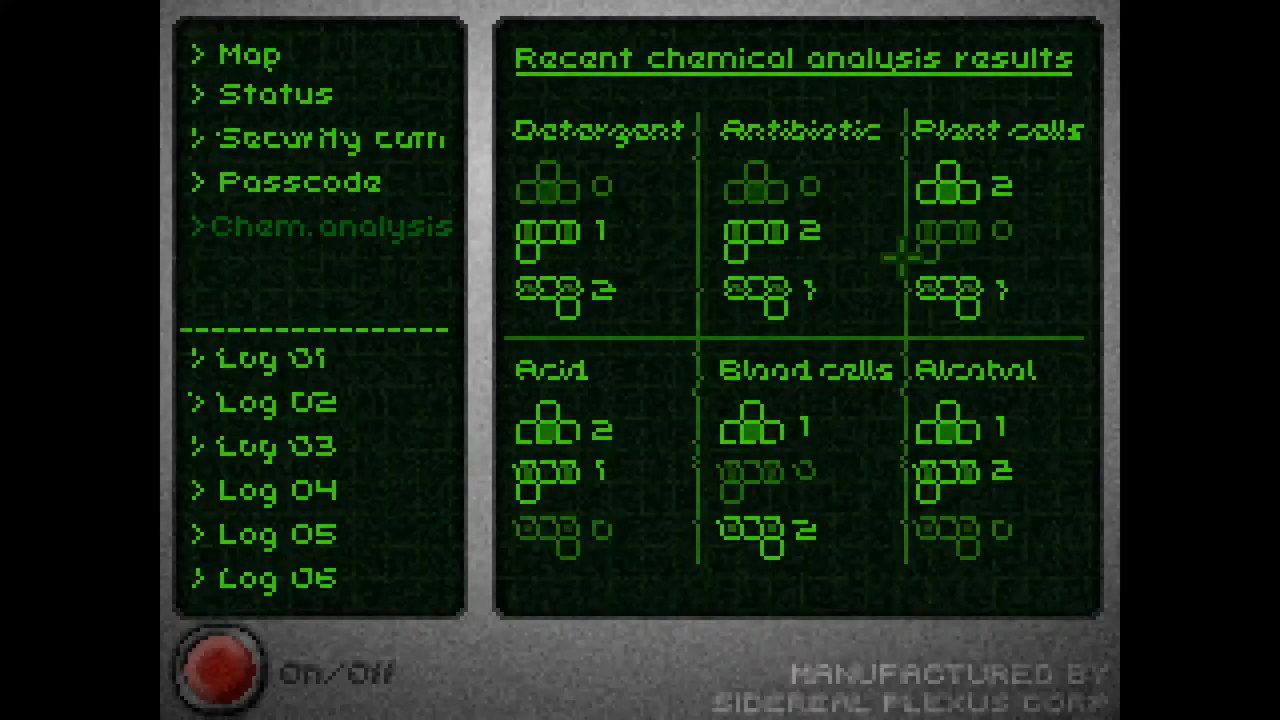 > Map
> Status
> Security cam
> Passcode
>Chem. analysis
> Log 01
> Log 02
> Log 03
> Log 04
> Log 05
> Log 06
Recent chemical analysis results
Detergent
0
1
2
Antibiotic
0
2
1
Plant cells
2
0
1
Acid
2
1
0
Blood cells
1
0
2
Alcohol
1
2
0
On/Off
MANUFACTURED BY
SIDEREAL PLEXUS CORP